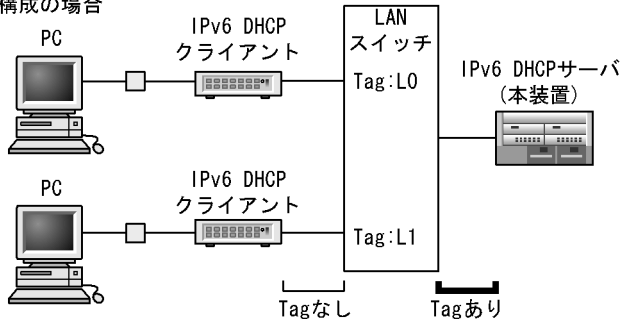 構成の場合
PC
IPv6 DHCP
クライアント
LAN
スイッチ
Tag:L0
IPv6 DHCPサーバ
(本装置)
PC
IPv6 DHCP
クライアント
Tag:L1
Tagなし
Tagあり